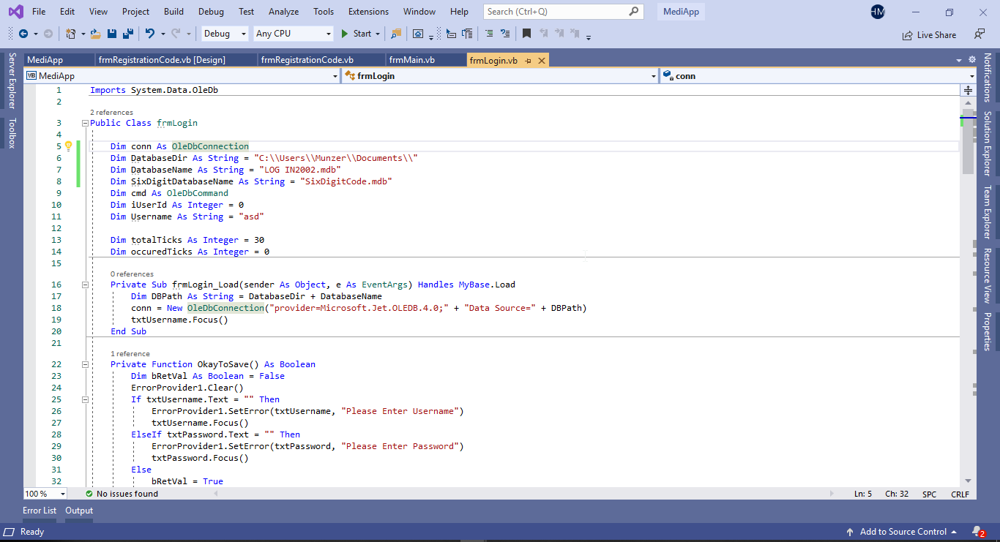 File Edit View Project Build Debug Test Analyze Tools Extensions Window Help Search (Ctrl+Q) MediApp HM
Debug Any CPU Start Live Share
MediApp frmRegistrationCode.vb [Design] frmRegistrationCode.vb frmMain.vb frmLogin.vb
VB MediApp frmLogin conn
Server Explorer
Toolbox
1 Imports System.Data.OleDb
2
2 references
3 Public Class frmLogin
4
5 Dim conn As OleDbConnection
6 Dim DatabaseDir As String = "C:\\Users\\Munzer\\Documents\\"
7 Dim DatabaseName As String = "LOG IN2002.mdb"
8 Dim SixDigitDatabaseName As String = "SixDigitCode.mdb"
9 Dim cmd As OleDbCommand
10 Dim iUserId As Integer = 0
11 Dim Username As String = "asd"
12
13 Dim totalTicks As Integer = 30
14 Dim occuredTicks As Integer = 0
15
0 references
16 Private Sub frmLogin_Load(sender As Object, e As EventArgs) Handles MyBase.Load
17 Dim DBPath As String = DatabaseDir + DatabaseName
18 conn = New OleDbConnection("provider=Microsoft.Jet.OLEDB.4.0;" + "Data Source=" + DBPath)
19 txtUsername.Focus()
20 End Sub
21
1 reference
22 Private Function OkayToSave() As Boolean
23 Dim bRetVal As Boolean = False
24 ErrorProvider1.Clear()
25 If txtUsername.Text = "" Then
26 ErrorProvider1.SetError(txtUsername, "Please Enter Username")
27 txtUsername.Focus()
28 ElseIf txtPassword.Text = "" Then
29 ErrorProvider1.SetError(txtPassword, "Please Enter Password")
30 txtPassword.Focus()
31 Else
32 bRetVal = True
Notifications
Solution Explorer
Team Explorer
Resource View
Properties
100 % No issues found Ln: 5 Ch: 32 SPC CRLF
Error List Output
Ready Add to Source Control 2